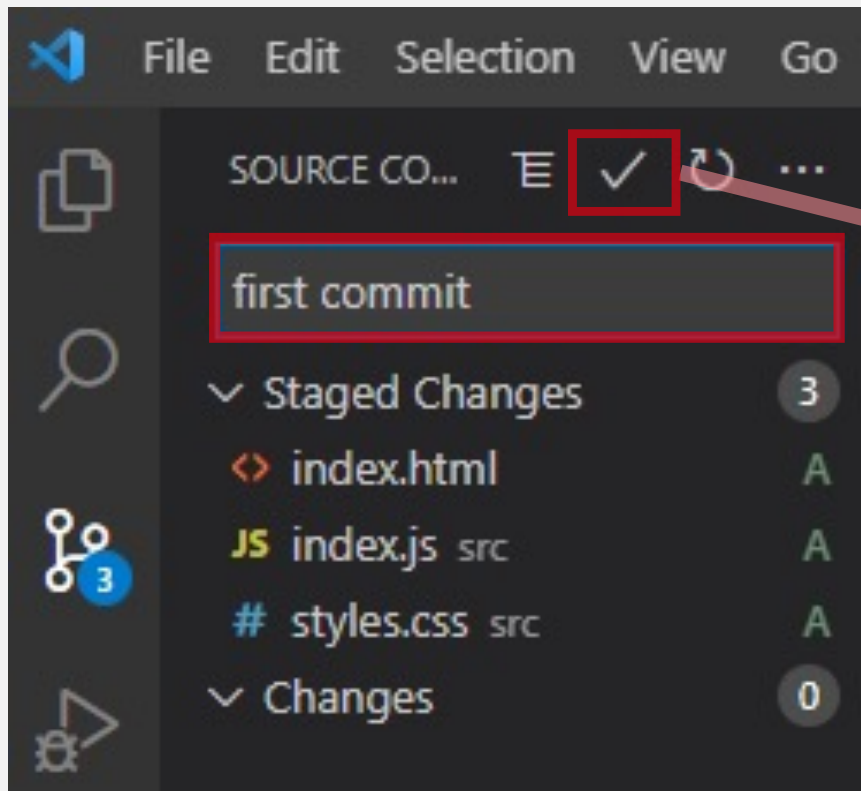 File Edit Selection View Go
SOURCE CO...
first commit
Staged Changes 3
index.html A
JS index.js src A
# styles.css src A
3
Changes 0